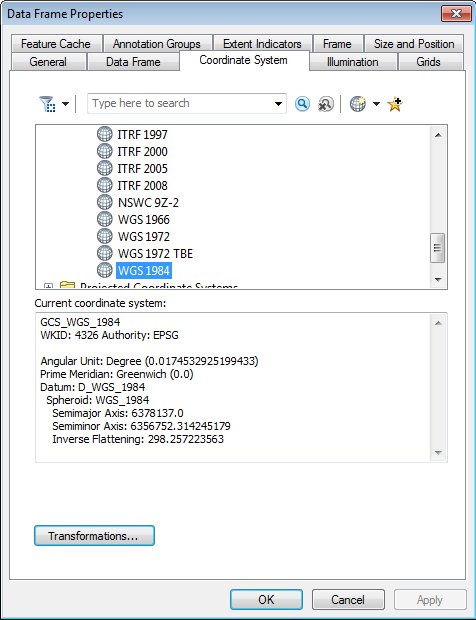 Data Frame Properties
Feature Cache Annotation Groups Extent Indicators Frame Size and Position
General Data Frame Coordinate System Illumination Grids
Type here to search
ITRF 1997
ITRF 2000
ITRF 2005
ITRF 2008
NSWC 9Z-2
WGS 1966
WGS 1972
WGS 1972 TBE
WGS 1984
Projected Coordinate Systems
Current coordinate system:
GCS_WGS_1984
WKID: 4326 Authority: EPSG
Angular Unit: Degree (0.0174532925199433)
Prime Meridian: Greenwich (0.0)
Datum: D_WGS_1984
Spheroid: WGS_1984
Semimajor Axis: 6378137.0
Semiminor Axis: 6356752.314245179
Inverse Flattening: 298.257223563
Transformations...
OK Cancel Apply